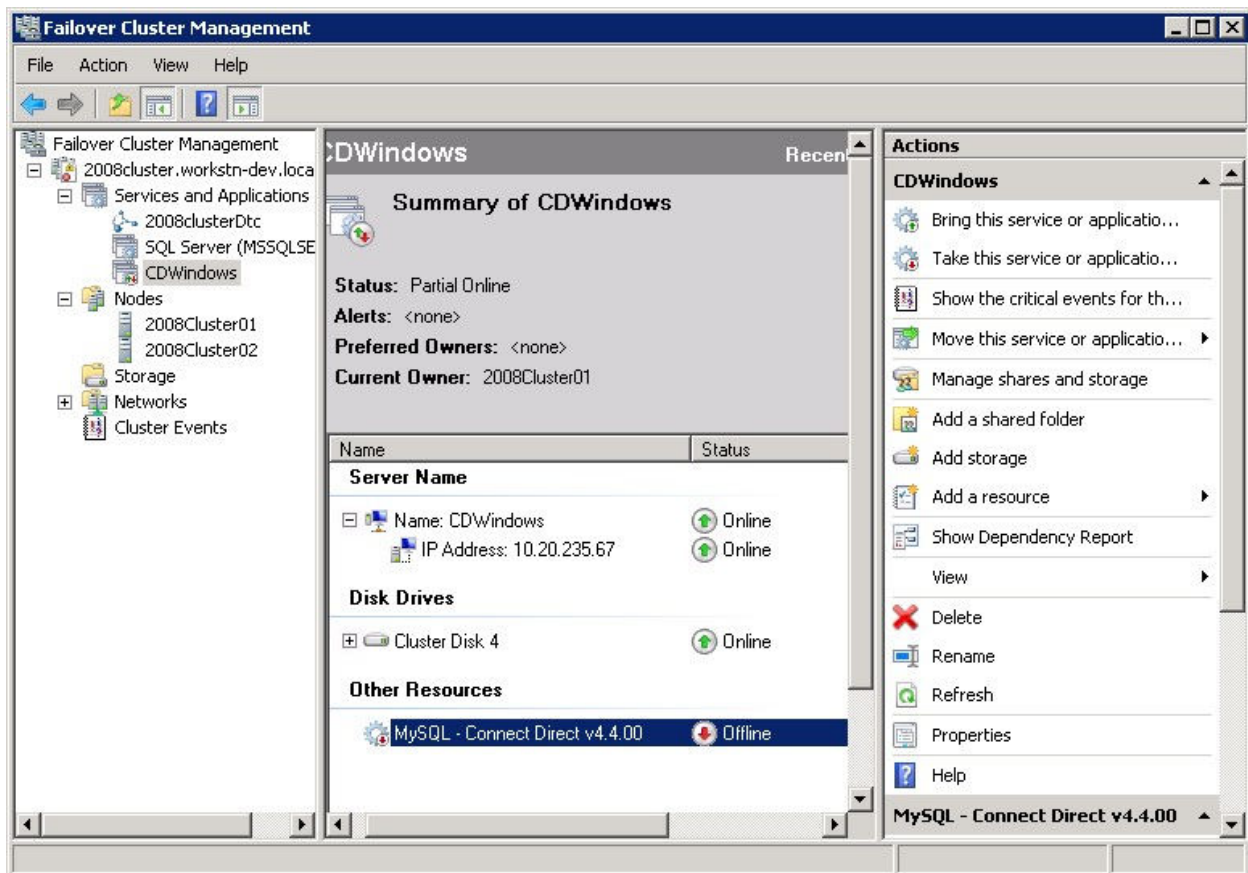 Failover Cluster Management
File Action View Help
Failover Cluster Management
2008cluster.workstn-dev.loca
Services and Applications
2008clusterDtc
SQL Server (MSSQLSE
CDWindows
Nodes
2008Cluster01
2008Cluster02
Storage
Networks
Cluster Events
CDWindows Recen
Summary of CDWindows
Status: Partial Online
Alerts: <none>
Preferred Owners: <none>
Current Owner: 2008Cluster01
Name Status
Server Name
Name: CDWindows Online
IP Address: 10.20.235.67 Online
Disk Drives
Cluster Disk 4 Online
Other Resources
MySQL - Connect Direct v4.4.00 Offline
Actions
CDWindows
Bring this service or applicatio...
Take this service or applicatio...
Show the critical events for th...
Move this service or applicatio...
Manage shares and storage
Add a shared folder
Add storage
Add a resource
Show Dependency Report
View
Delete
Rename
Refresh
Properties
Help
MySQL - Connect Direct v4.4.00